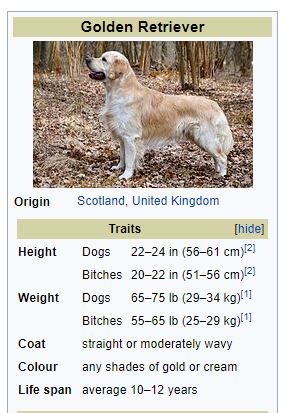 Golden Retriever
Origin Scotland, United Kingdom
Traits [hide]
Height Dogs 22–24 in (56–61 cm)[2]
Bitches 20–22 in (51–56 cm)[2]
Weight Dogs 65–75 lb (29–34 kg)[1]
Bitches 55–65 lb (25–29 kg)[1]
Coat straight or moderately wavy
Colour any shades of gold or cream
Life span average 10–12 years